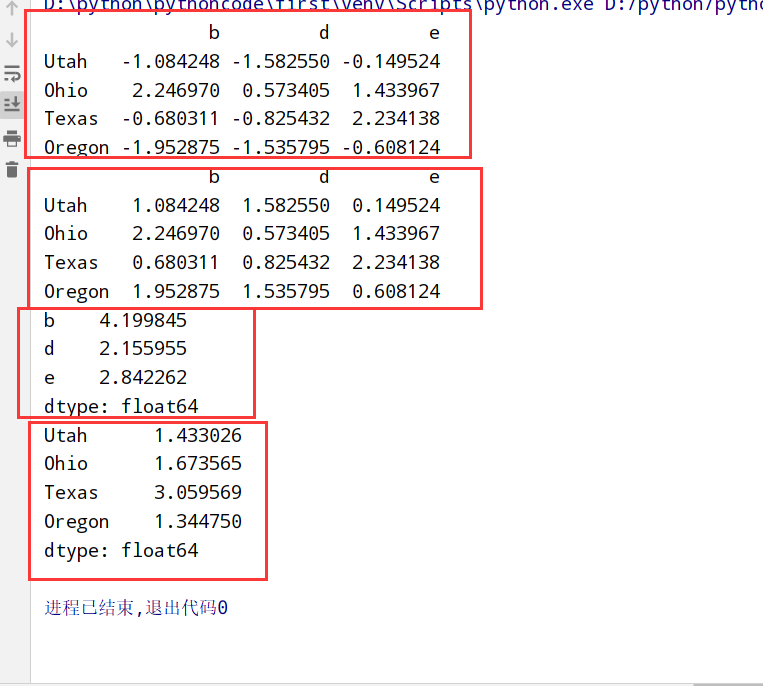 D:\python\pythoncode\first\venv\Scripts\python.exe D:/python/pytho
b d e
Utah -1.084248 -1.582550 -0.149524
Ohio 2.246970 0.573405 1.433967
Texas -0.680311 -0.825432 2.234138
Oregon -1.952875 -1.535795 -0.608124
b d e
Utah 1.084248 1.582550 0.149524
Ohio 2.246970 0.573405 1.433967
Texas 0.680311 0.825432 2.234138
Oregon 1.952875 1.535795 0.608124
b 4.199845
d 2.155955
e 2.842262
dtype: float64
Utah 1.433026
Ohio 1.673565
Texas 3.059569
Oregon 1.344750
dtype: float64
进程已结束,退出代码0